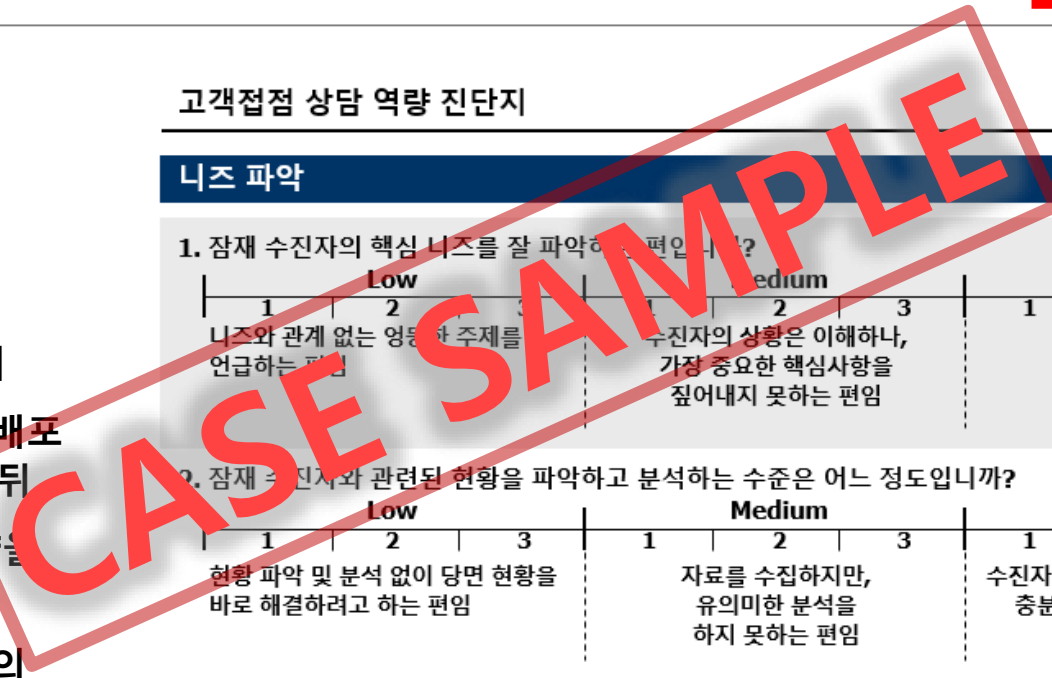 고객접점 상담 역량 진단지
니즈 파악
1. 잠재 수진자의 핵심 니즈를 잘 파악하는 편입니까?
Low Medium
1 2 3 1 2 3 1
니즈와 관계 없는 엉뚱한 주제를
언급하는 편임
수진자의 상황은 이해하나,
가장 중요한 핵심사항을
짚어내지 못하는 편임
2. 잠재 수진자와 관련된 현황을 파악하고 분석하는 수준은 어느 정도입니까?
Low Medium
1 2 3 1 2 3 1
현황 파악 및 분석 없이 당면 현황을
바로 해결하려고 하는 편임
자료를 수집하지만,
유의미한 분석을
하지 못하는 편임
수진자
충분
배포
뒤
의
CASE SAMPLE